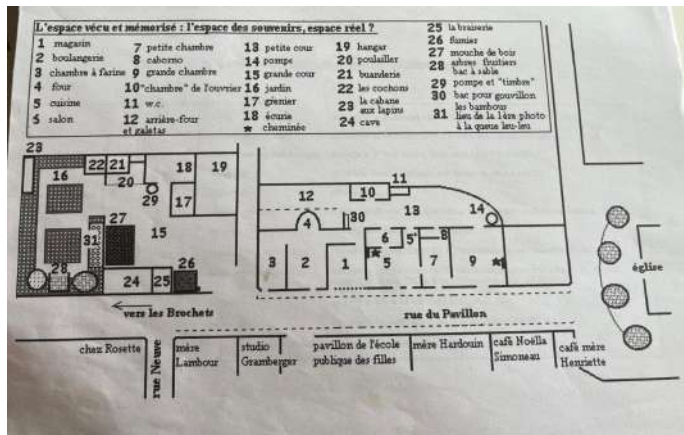 L'espace vécu et mémorisé : l'espace des souvenirs, espace réel ?
1 magasin
2 boulangerie
3 chambre à farine
4 four
5 cuisine
5 salon
7 petite chambre
8 caborno
9 grande chambre
10 "chambre" de l'ouvrier
11 w.c.
12 arrière-four
et galetas
13 petite cour
14 pompe
15 grande cour
16 jardin
17 grenier
18 écurie
* cheminée
19 hangar
20 poulailler
21 buanderie
22 les cochons
23 la cabane
aux lapins
24 cave
25 la braiserie
26 fumier
27 mouche de bois
28 arbres fruitiers
bac à sable
29 pompe et "timbre"
30 bac pour gouvillon
les bambous
31 lieu de la 1ère photo
à la queue leu-leu
23
16
22 21
20
18
19
29
17
27
31
15
28
24
25
26
12
10
11
4
30
13
14
3
2
1
6
*
5
5'
7
8
9
*
église
vers les Brochets
rue du Pavillon
chez Rosette
rue Neuve
mère
Lambour
studio
Gramberger
pavillon de l'école
publique des filles
mère Hardouin
café Noëlla
Simoneau
café mère
Henriette